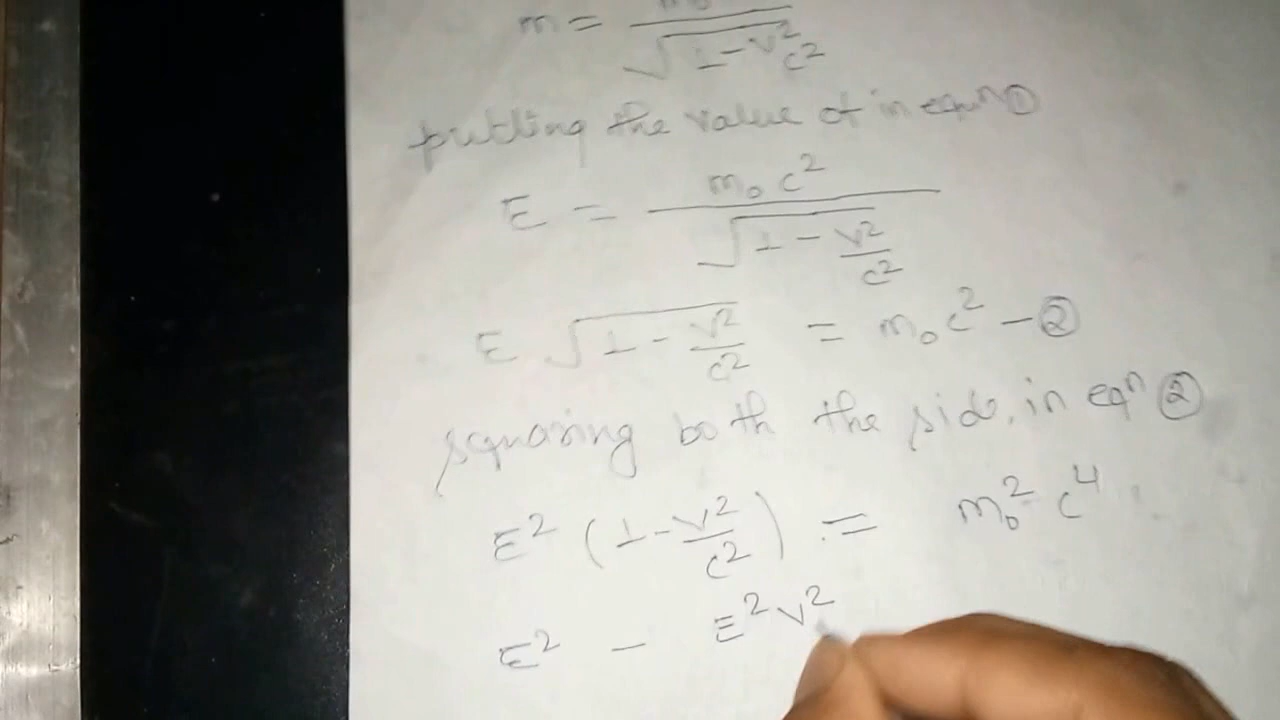 m = m₀ / √(1 - v²/c²)
putting the value of in equⁿ ①
E = m₀c² / √(1 - v²/c²)
E √(1 - v²/c²) = m₀c² - ②
squaring both the side. in eqⁿ ②
E² (1 - v²/c²) = m₀² c⁴
E² - E²v²